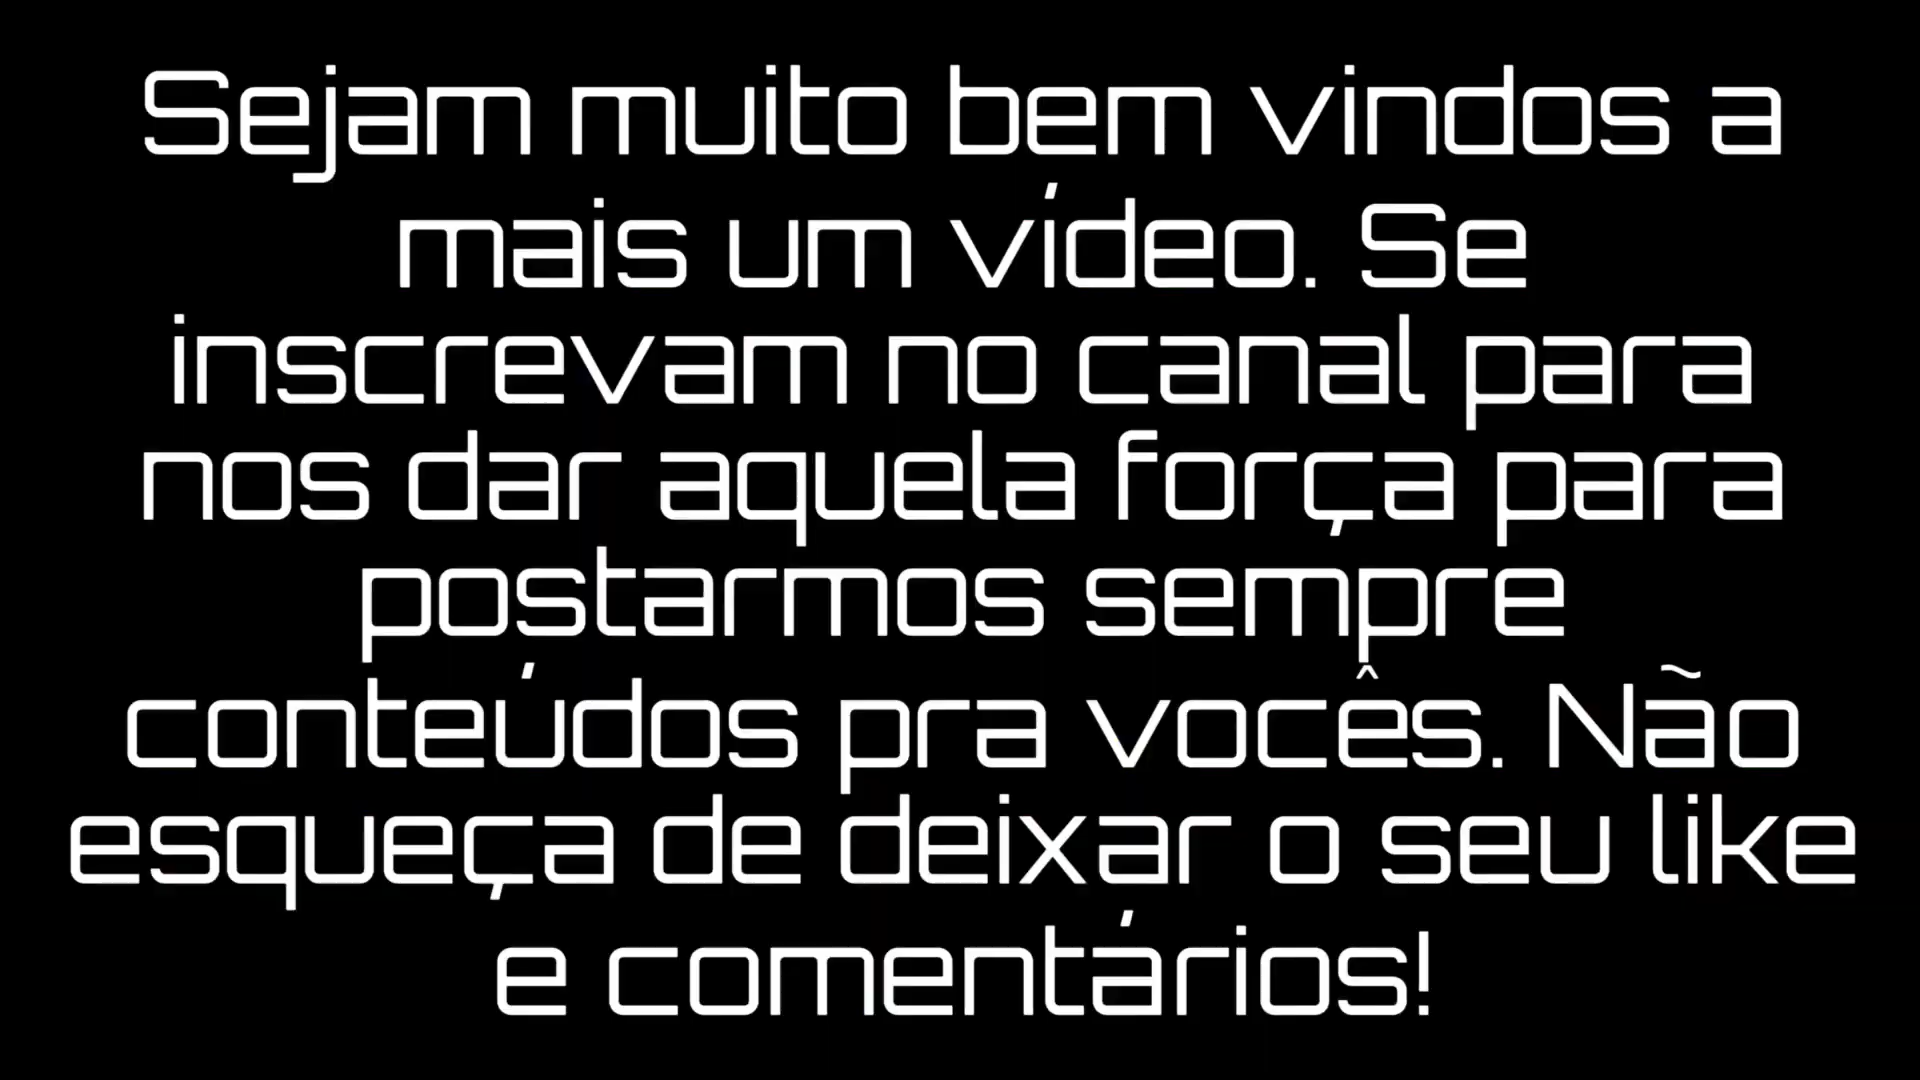 Sejam muito bem vindos a
mais um vídeo. Se
inscrevam no canal para
nos dar aquela força para
postarmos sempre
conteúdos pra vocês. Não
esqueça de deixar o seu like
e comentários!